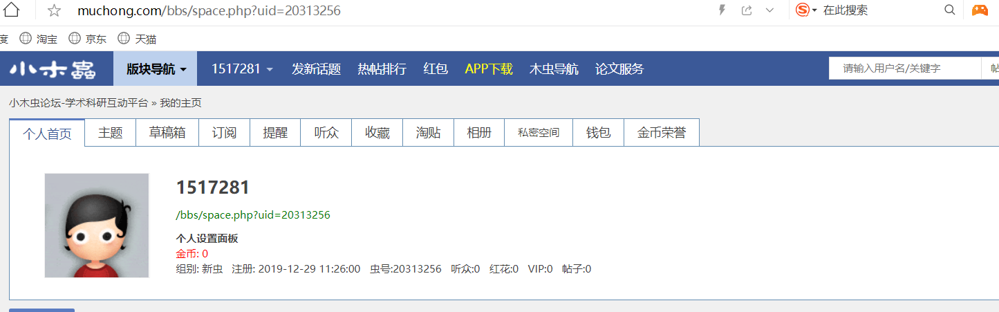 muchong.com/bbs/space.php?uid=20313256 在此搜索
度 淘宝 京东 天猫
小木蟲 版块导航 1517281 发新话题 热帖排行 红包 APP下载 木虫导航 论文服务 请输入用户名/关键字 帖
小木虫论坛-学术科研互动平台 » 我的主页
个人首页 主题 草稿箱 订阅 提醒 听众 收藏 淘贴 相册 私密空间 钱包 金币荣誉
1517281
/bbs/space.php?uid=20313256
个人设置面板
金币: 0
组别: 新虫 注册: 2019-12-29 11:26:00 虫号:20313256 听众:0 红花:0 VIP:0 帖子:0